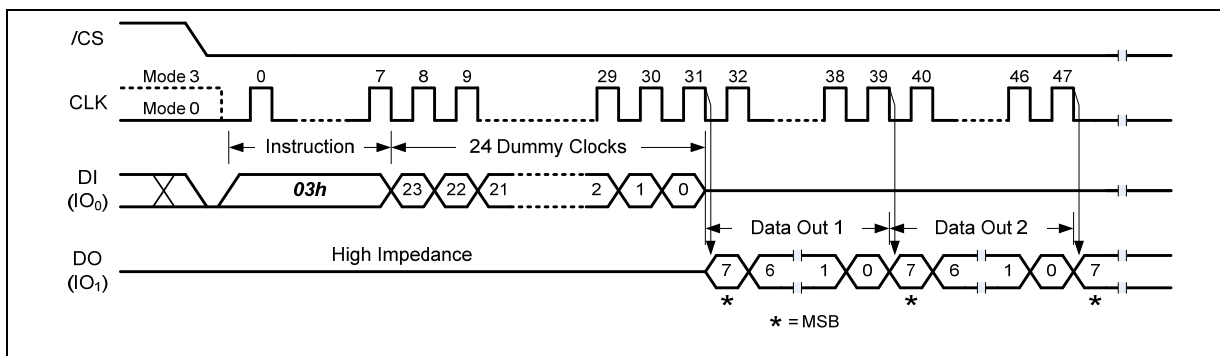 /CS
Mode 3 0 7 8 9 29 30 31 32 38 39 40 46 47
CLK
Mode 0
Instruction 24 Dummy Clocks
DI
(IO0)
03h 23 22 21 2 1 0
Data Out 1 Data Out 2
DO
(IO1)
High Impedance
7 6 1 0 7 6 1 0 7
* * *
* = MSB